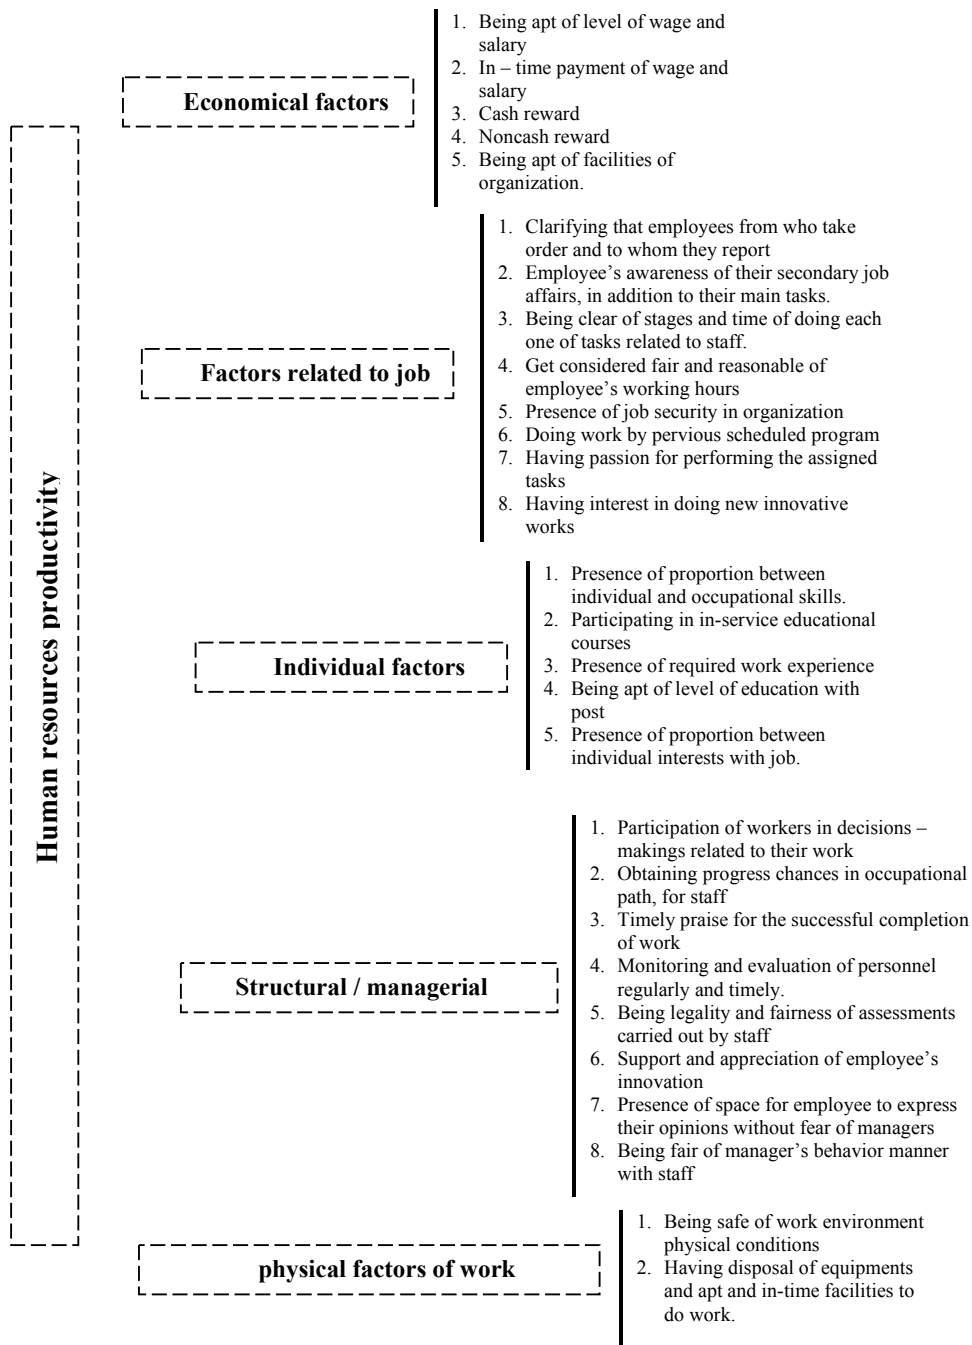 Human resources productivity
Economical factors
1. Being apt of level of wage and
salary
2. In – time payment of wage and
salary
3. Cash reward
4. Noncash reward
5. Being apt of facilities of
organization.
Factors related to job
1. Clarifying that employees from who take
order and to whom they report
2. Employee’s awareness of their secondary job
affairs, in addition to their main tasks.
3. Being clear of stages and time of doing each
one of tasks related to staff.
4. Get considered fair and reasonable of
employee’s working hours
5. Presence of job security in organization
6. Doing work by pervious scheduled program
7. Having passion for performing the assigned
tasks
8. Having interest in doing new innovative
works
Individual factors
1. Presence of proportion between
individual and occupational skills.
2. Participating in in-service educational
courses
3. Presence of required work experience
4. Being apt of level of education with
post
5. Presence of proportion between
individual interests with job.
Structural / managerial
1. Participation of workers in decisions –
makings related to their work
2. Obtaining progress chances in occupational
path, for staff
3. Timely praise for the successful completion
of work
4. Monitoring and evaluation of personnel
regularly and timely.
5. Being legality and fairness of assessments
carried out by staff
6. Support and appreciation of employee’s
innovation
7. Presence of space for employee to express
their opinions without fear of managers
8. Being fair of manager’s behavior manner
with staff
physical factors of work
1. Being safe of work environment
physical conditions
2. Having disposal of equipments
and apt and in-time facilities to
do work.